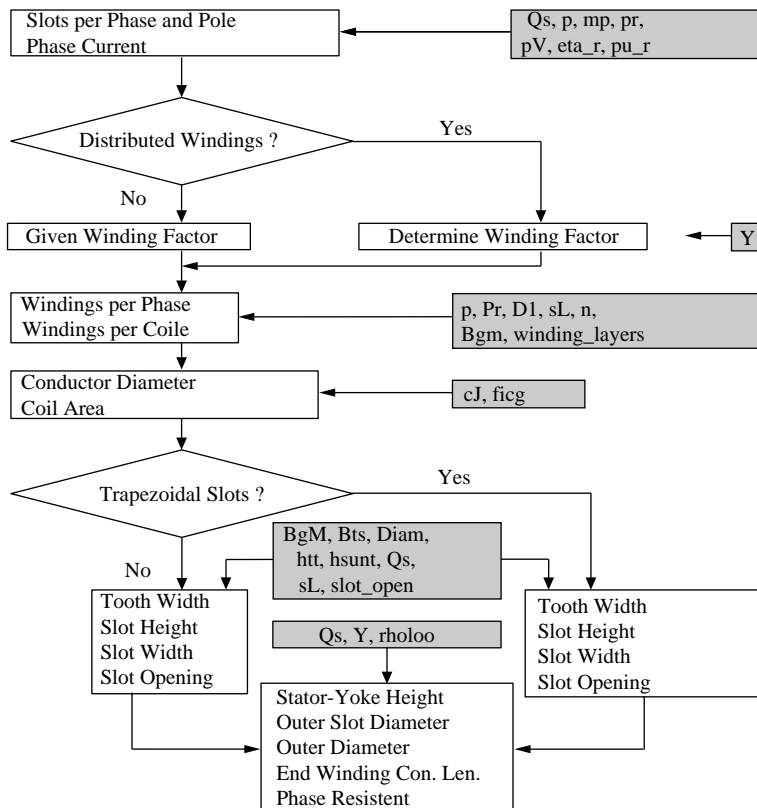 Slots per Phase and Pole
Phase Current
Qs, p, mp, pr,
pV, eta_r, pu_r
Distributed Windings ?
Yes
No
Given Winding Factor
Determine Winding Factor
Y
Windings per Phase
Windings per Coile
p, Pr, D1, sL, n,
Bgm, winding_layers
Conductor Diameter
Coil Area
cJ, ficg
Trapezoidal Slots ?
Yes
No
BgM, Bts, Diam,
htt, hsunt, Qs,
sL, slot_open
Tooth Width
Slot Height
Slot Width
Slot Opening
Tooth Width
Slot Height
Slot Width
Slot Opening
Qs, Y, rholoo
Stator-Yoke Height
Outer Slot Diameter
Outer Diameter
End Winding Con. Len.
Phase Resistent